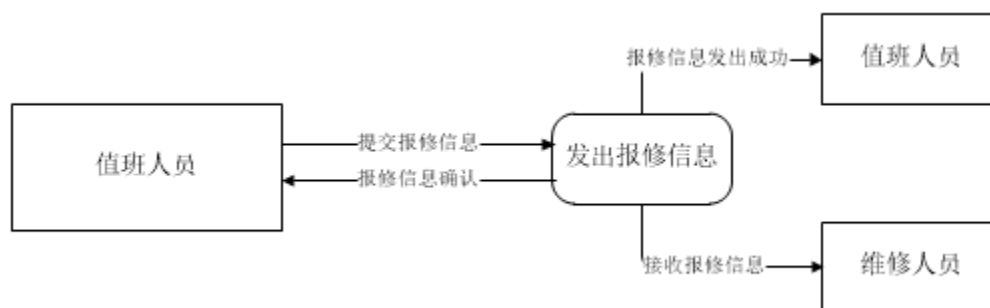 报修信息发出成功
值班人员
值班人员
提交报修信息
报修信息确认
发出报修信息
接收报修信息
维修人员